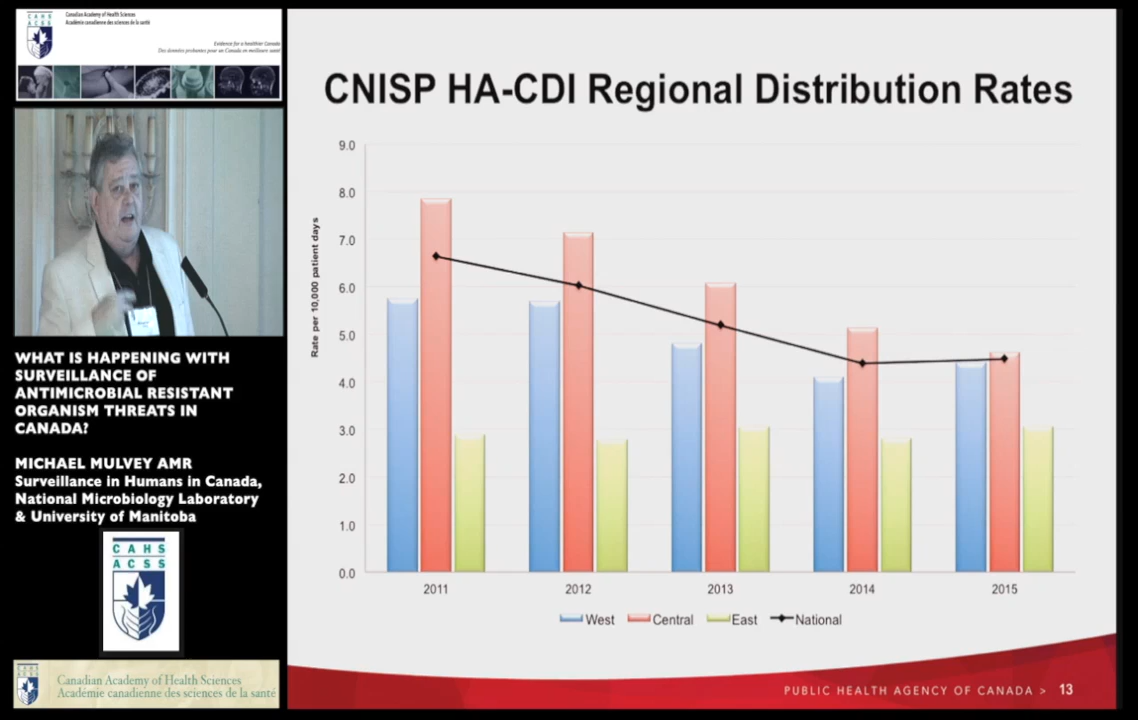 CAHS
ACSS
Canadian Academy of Health Sciences
Académie canadienne des sciences de la santé
Evidence for a healthier Canada
Des données probantes pour un Canada en meilleure santé
WHAT IS HAPPENING WITH
SURVEILLANCE OF
ANTIMICROBIAL RESISTANT
ORGANISM THREATS IN
CANADA?
MICHAEL MULVEY AMR
Surveillance in Humans in Canada,
National Microbiology Laboratory
& University of Manitoba
CAHS
ACSS
CAHS
ACSS
Canadian Academy of Health Sciences
Académie canadienne des sciences de la santé
CNISP HA-CDI Regional Distribution Rates
Rate per 10,000 patient days
9.0
8.0
7.0
6.0
5.0
4.0
3.0
2.0
1.0
0.0
2011 2012 2013 2014 2015
West Central East National
PUBLIC HEALTH AGENCY OF CANADA > 13